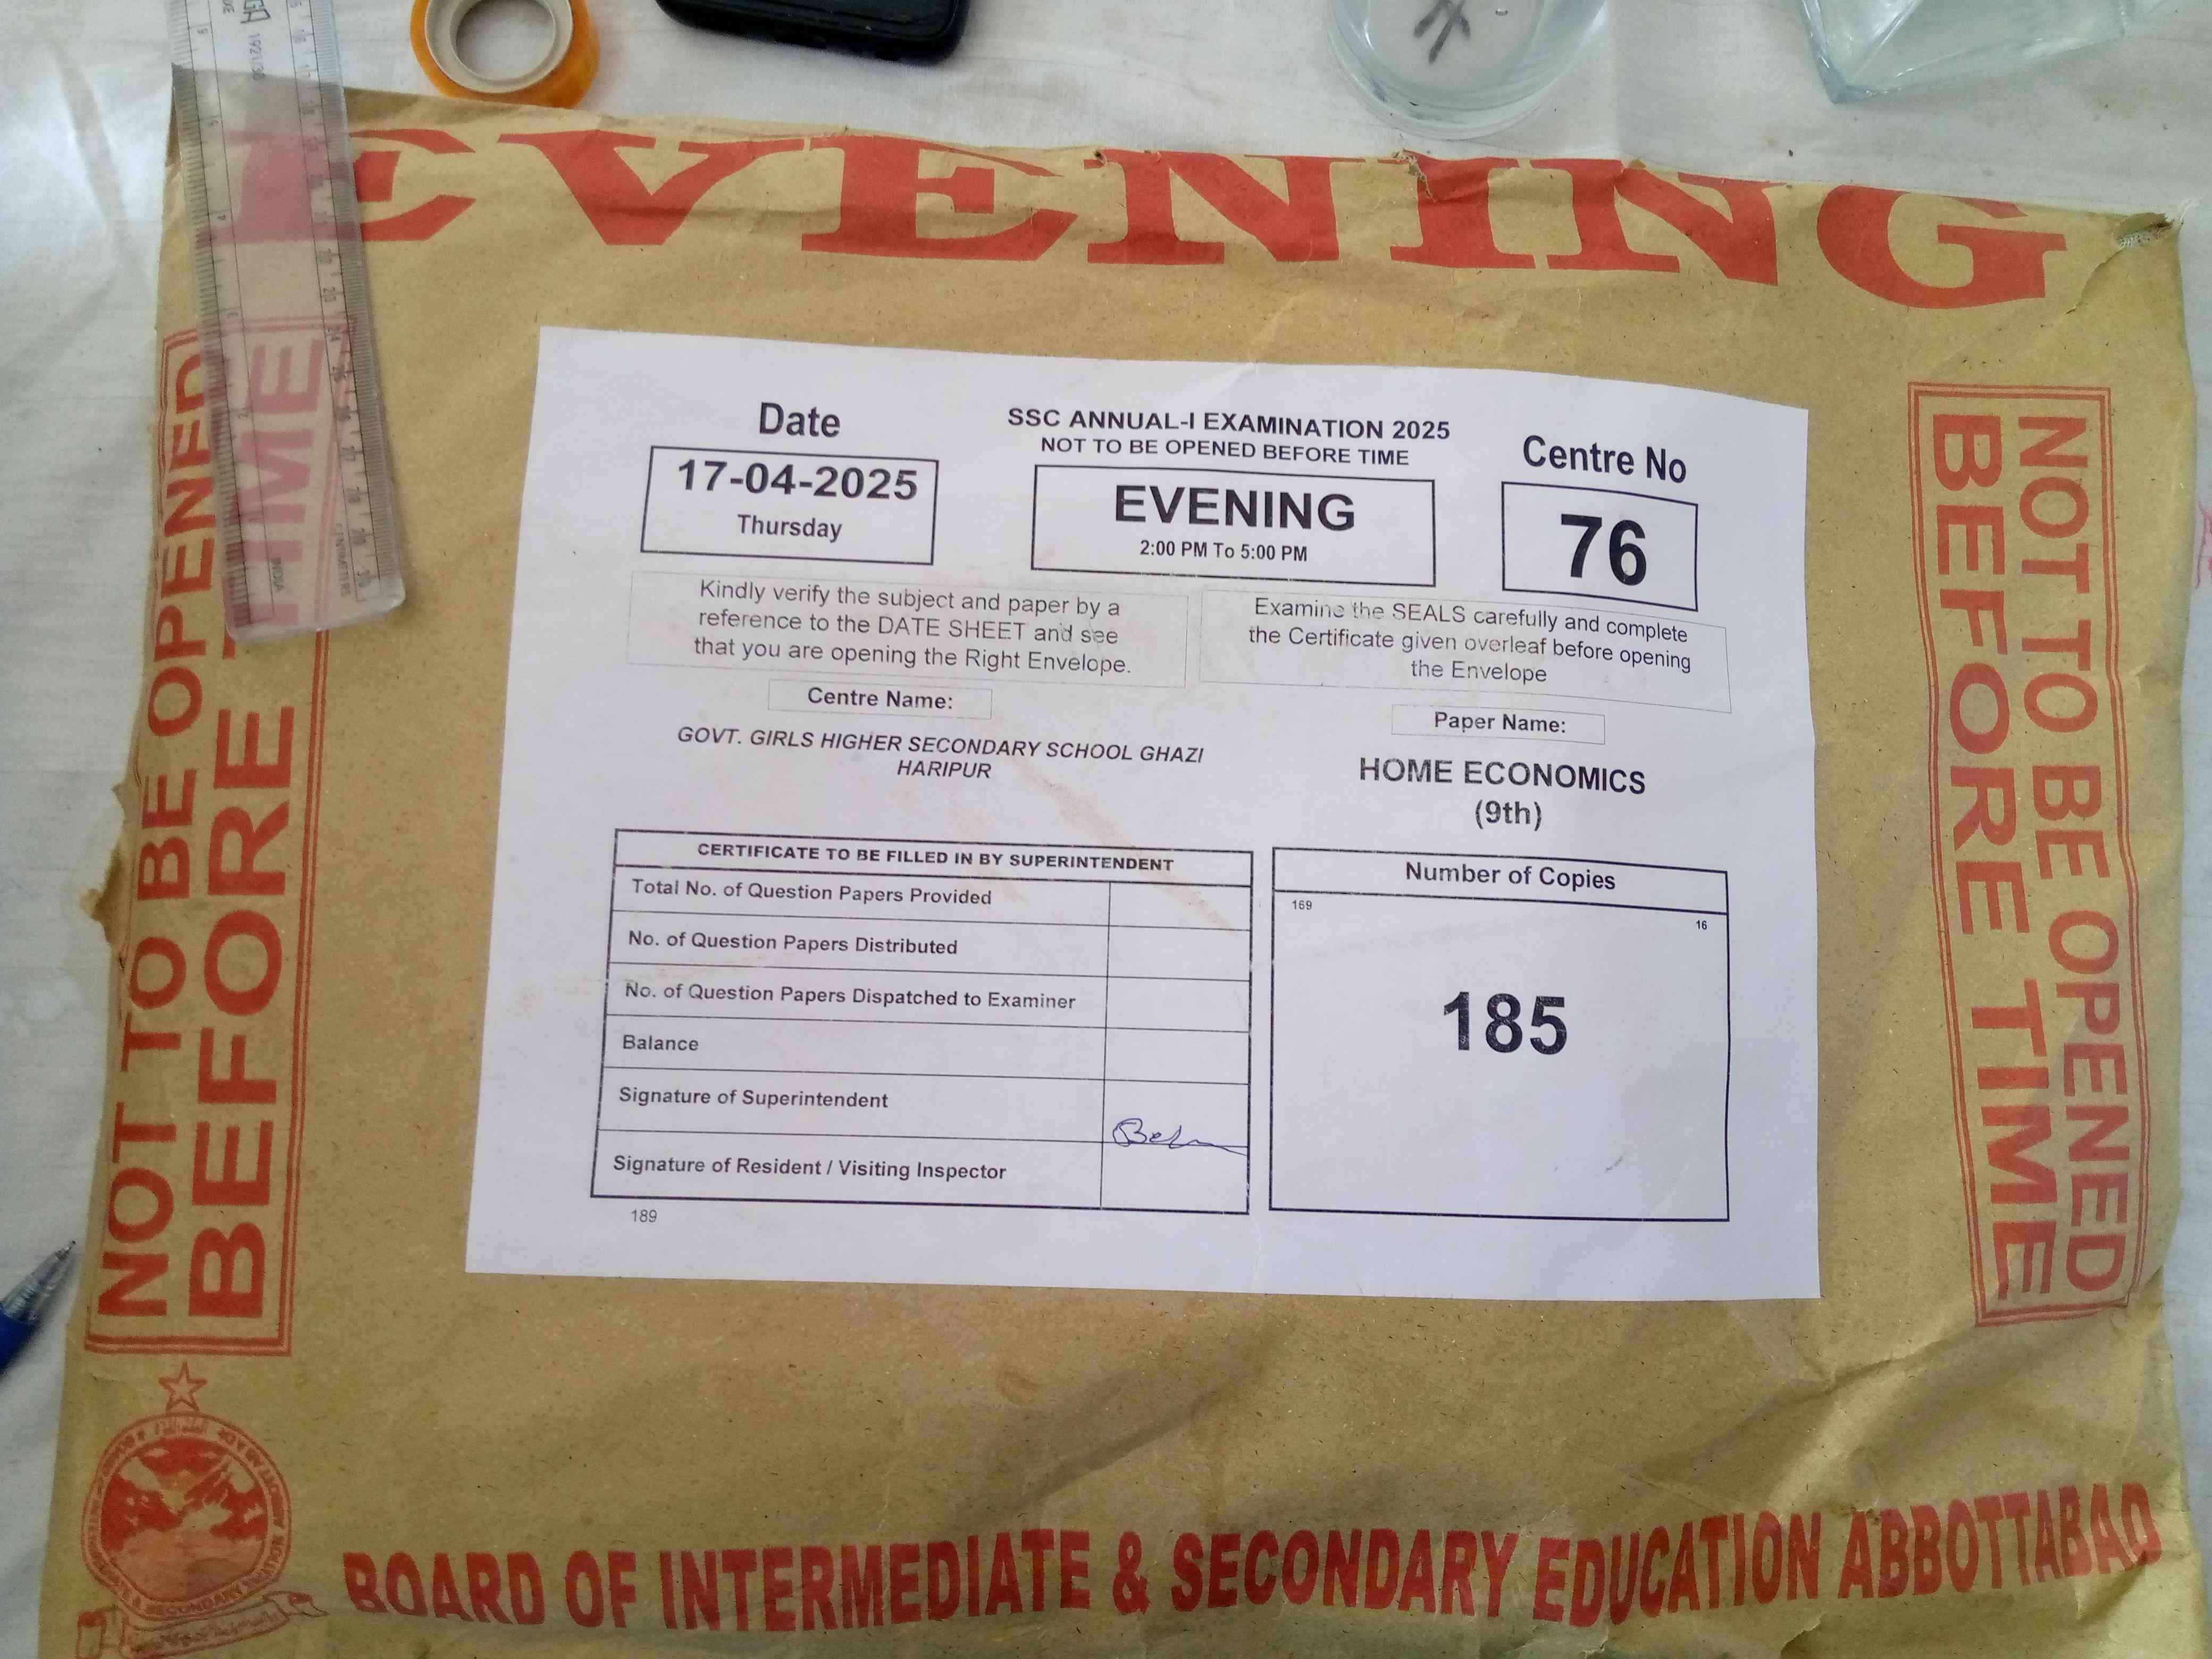 EVENING
NOT TO BE OPENED
BEFORE TIME
Date
17-04-2025
Thursday
SSC ANNUAL-I EXAMINATION 2025
NOT TO BE OPENED BEFORE TIME
EVENING
2:00 PM To 5:00 PM
Centre No
76
Kindly verify the subject and paper by a
reference to the DATE SHEET and see
that you are opening the Right Envelope.
Examine the SEALS carefully and complete
the Certificate given overleaf before opening
the Envelope
Centre Name:
GOVT. GIRLS HIGHER SECONDARY SCHOOL GHAZI
HARIPUR
Paper Name:
HOME ECONOMICS
(9th)
CERTIFICATE TO BE FILLED IN BY SUPERINTENDENT
Total No. of Question Papers Provided
No. of Question Papers Distributed
No. of Question Papers Dispatched to Examiner
Balance
Signature of Superintendent
Signature of Resident / Visiting Inspector
189
Number of Copies
169
16
185
NOT TO BE OPENED
BEFORE TIME
BOARD OF INTERMEDIATE & SECONDARY EDUCATION ABBOTTABAD
CENTIMETERS
INDIA